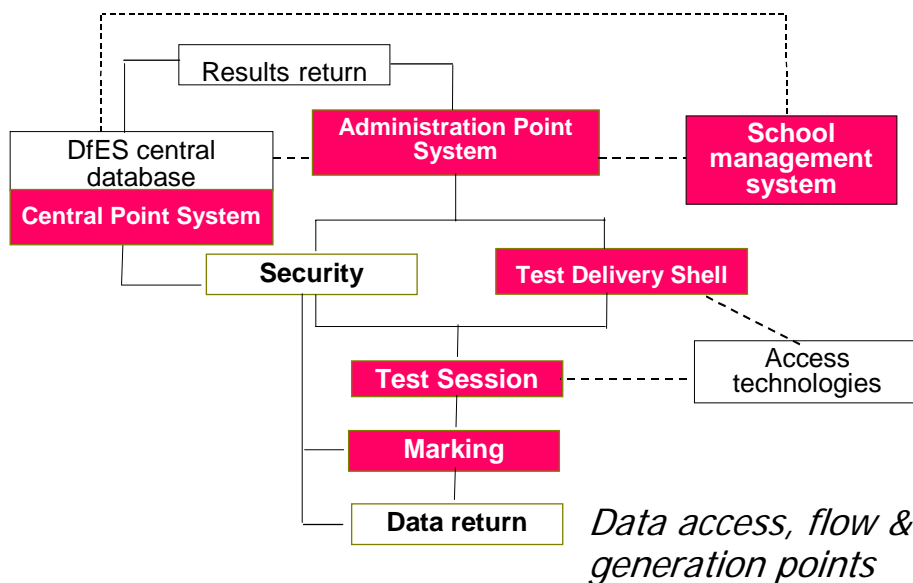 Results return
Administration Point
System
School
management
system
DfES central
database
Central Point System
Security
Test Delivery Shell
Access
technologies
Test Session
Marking
Data return
Data access, flow &
generation points